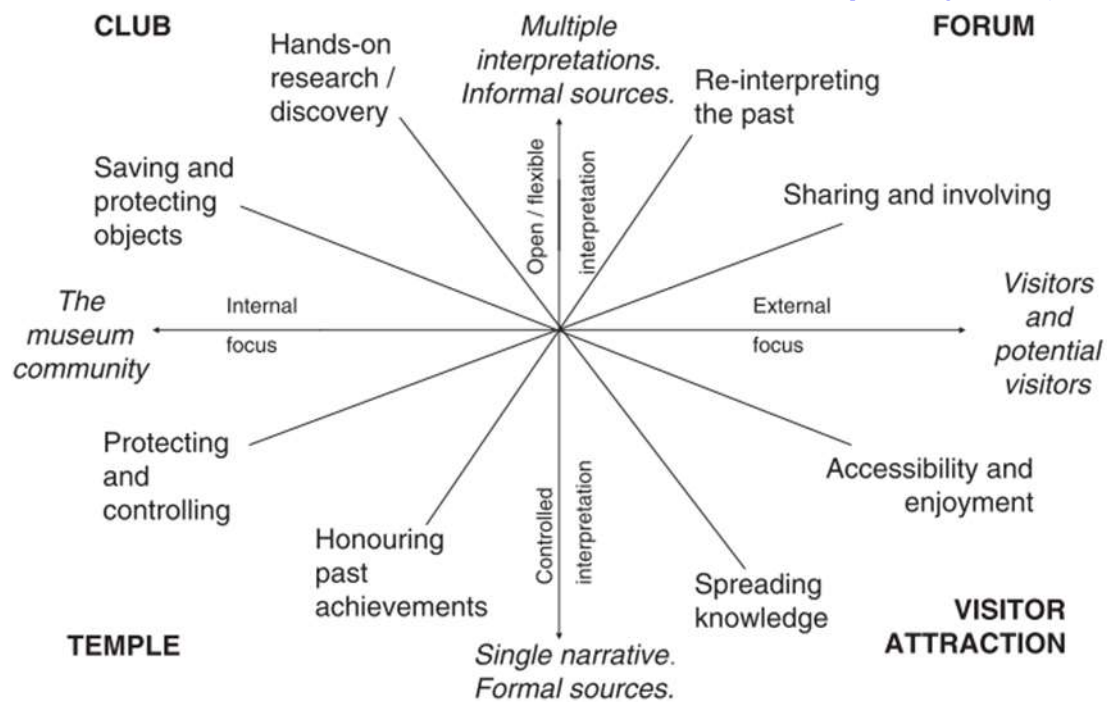 CLUB
Multiple
interpretations.
Informal sources.
FORUM
Hands-on
research /
discovery
Re-interpreting
the past
Saving and
protecting
objects
Open / flexible
interpretation
Sharing and involving
The
museum
community
Internal
focus
External
focus
Visitors
and
potential
visitors
Protecting
and
controlling
Controlled
interpretation
Accessibility and
enjoyment
Honouring
past
achievements
Spreading
knowledge
TEMPLE
Single narrative.
Formal sources.
VISITOR
ATTRACTION